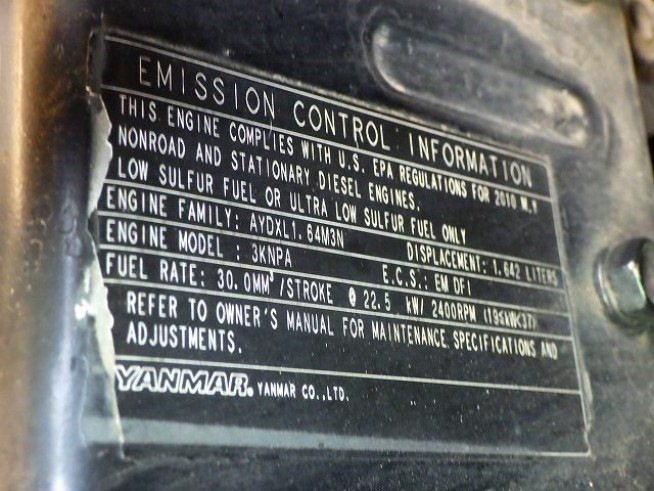 EMISSION CONTROL INFORMATION
THIS ENGINE COMPLIES WITH U.S. EPA REGULATIONS FOR 2010 M.Y
NONROAD AND STATIONARY DIESEL ENGINES.
LOW SULFUR FUEL OR ULTRA LOW SULFUR FUEL ONLY
ENGINE FAMILY: AYDXL1.64M3N DISPLACEMENT: 1.642 LITERS
ENGINE MODEL : 3KNPA E.C.S.: EM DFI
FUEL RATE: 30.0MM³/STROKE @ 22.5 kW/ 2400RPM (19≤kW<37)
REFER TO OWNER'S MANUAL FOR MAINTENANCE SPECIFICATIONS AND
ADJUSTMENTS.
YANMAR. YANMAR CO.,LTD.